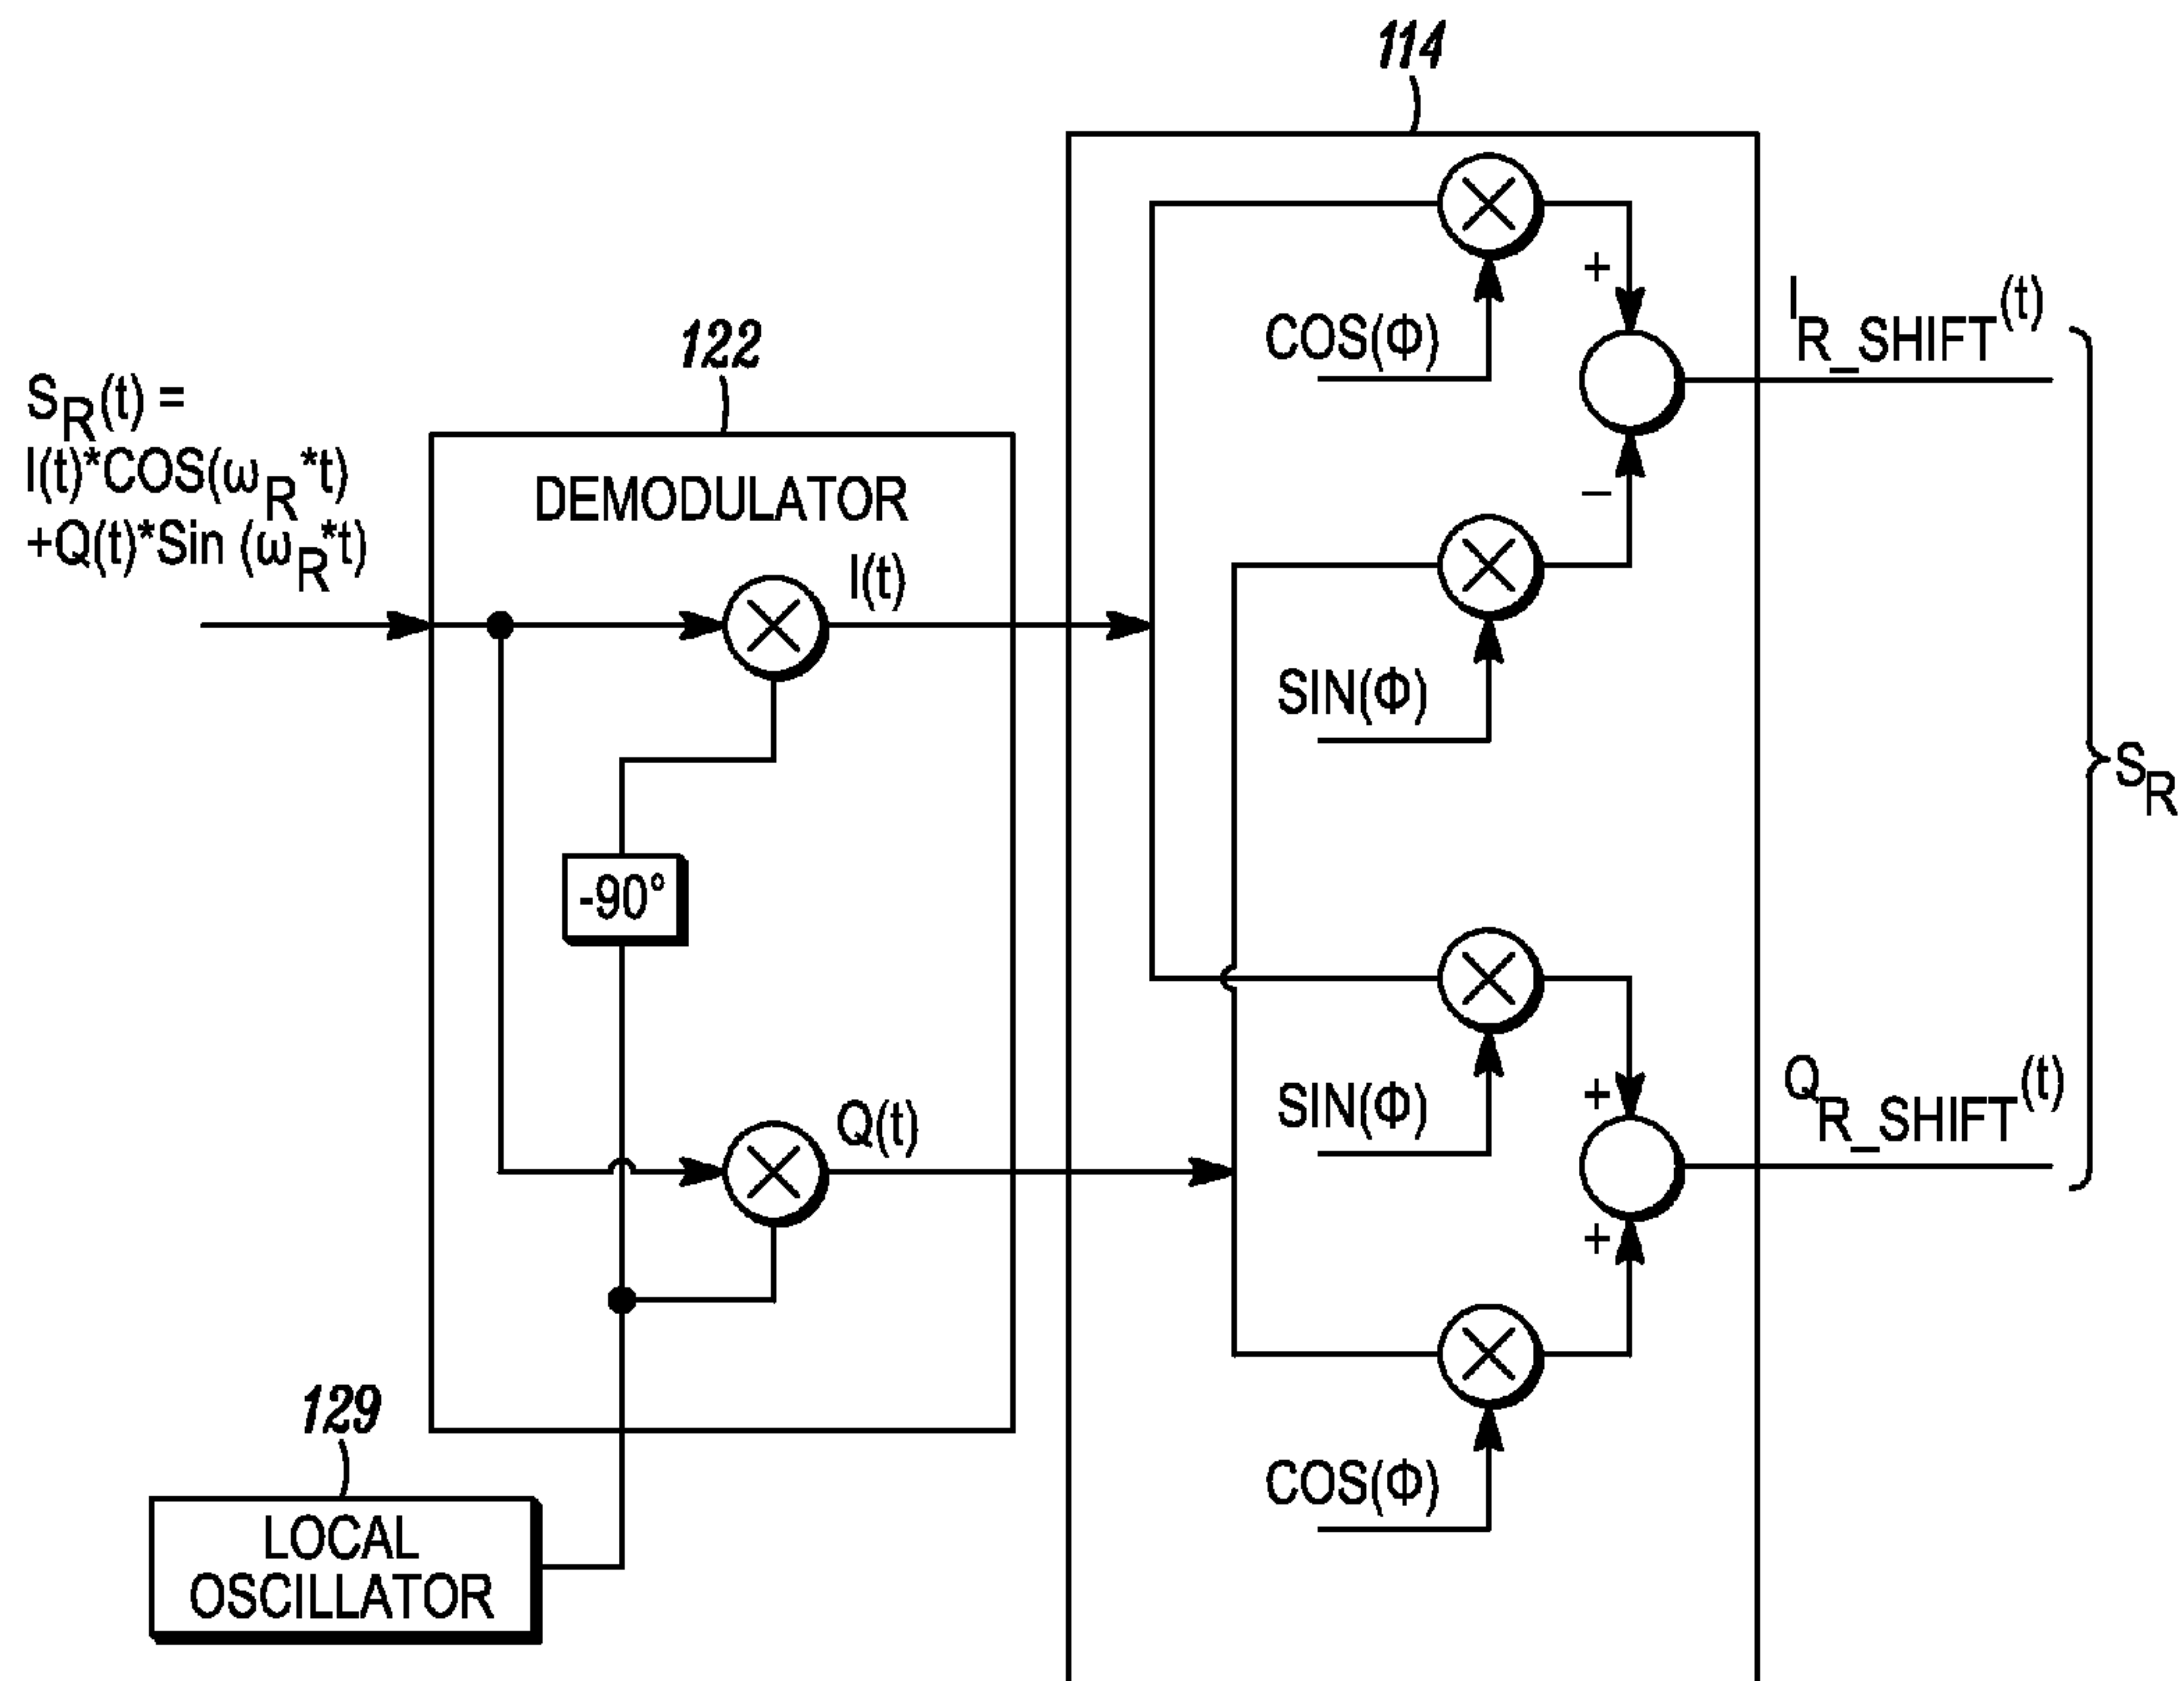 114
122
S_R(t) =
I(t)*COS(ω_R*t)
+Q(t)*Sin (ω_R*t)
DEMODULATOR
I(t)
-90°
Q(t)
129
LOCAL
OSCILLATOR
COS(Φ)
+
−
SIN(Φ)
I_R_SHIFT(t)
SIN(Φ)
+
+
COS(Φ)
Q_R_SHIFT(t)
S_R